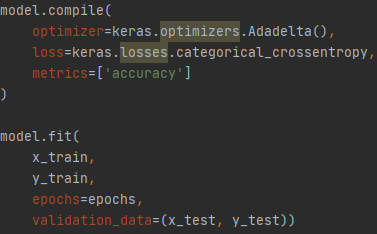 model.compile(
    optimizer=keras.optimizers.Adadelta(),
    loss=keras.losses.categorical_crossentropy,
    metrics=['accuracy']
)

model.fit(
    x_train,
    y_train,
    epochs=epochs,
    validation_data=(x_test, y_test))